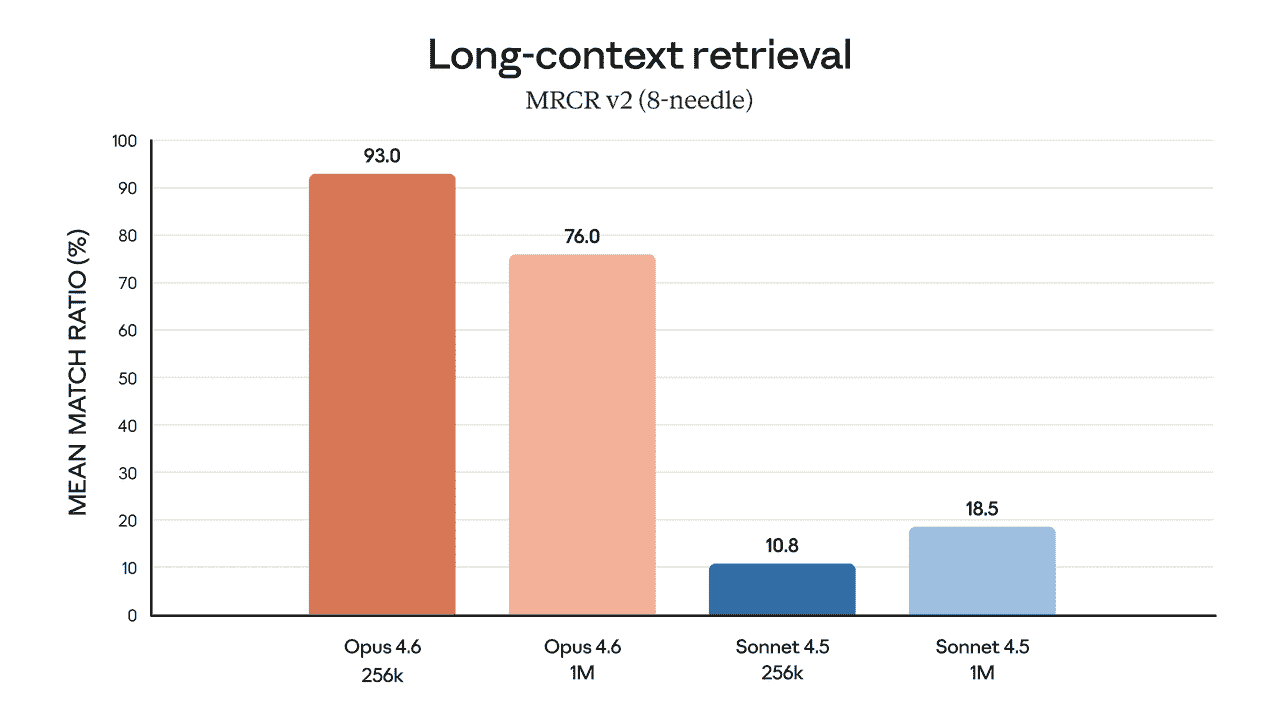 Long-context retrieval
MRCR v2 (8-needle)
MEAN MATCH RATIO (%)
100
90
80
70
60
50
40
30
20
10
0
93.0
76.0
10.8
18.5
Opus 4.6
256k
Opus 4.6
1M
Sonnet 4.5
256k
Sonnet 4.5
1M